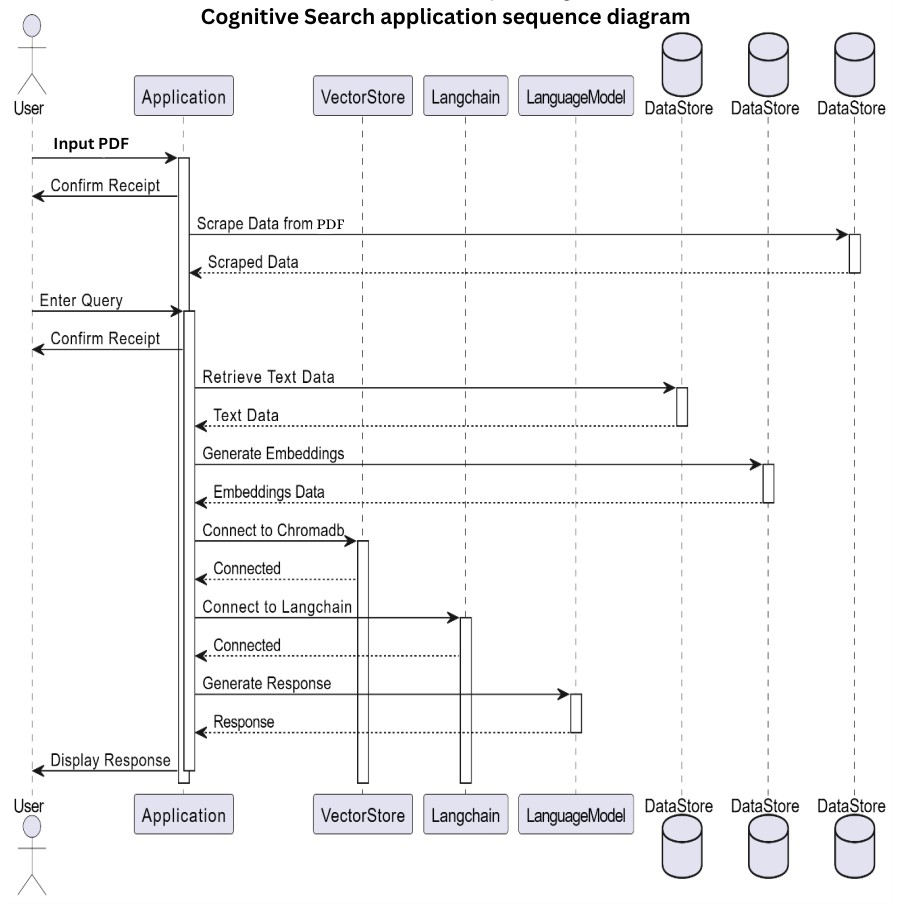 Cognitive Search application sequence diagram
User
Application
VectorStore
Langchain
LanguageModel
DataStore
DataStore
DataStore
Input PDF
Confirm Receipt
Scrape Data from PDF
Scraped Data
Enter Query
Confirm Receipt
Retrieve Text Data
Text Data
Generate Embeddings
Embeddings Data
Connect to Chromadb
Connected
Connect to Langchain
Connected
Generate Response
Response
Display Response
User
Application
VectorStore
Langchain
LanguageModel
DataStore
DataStore
DataStore